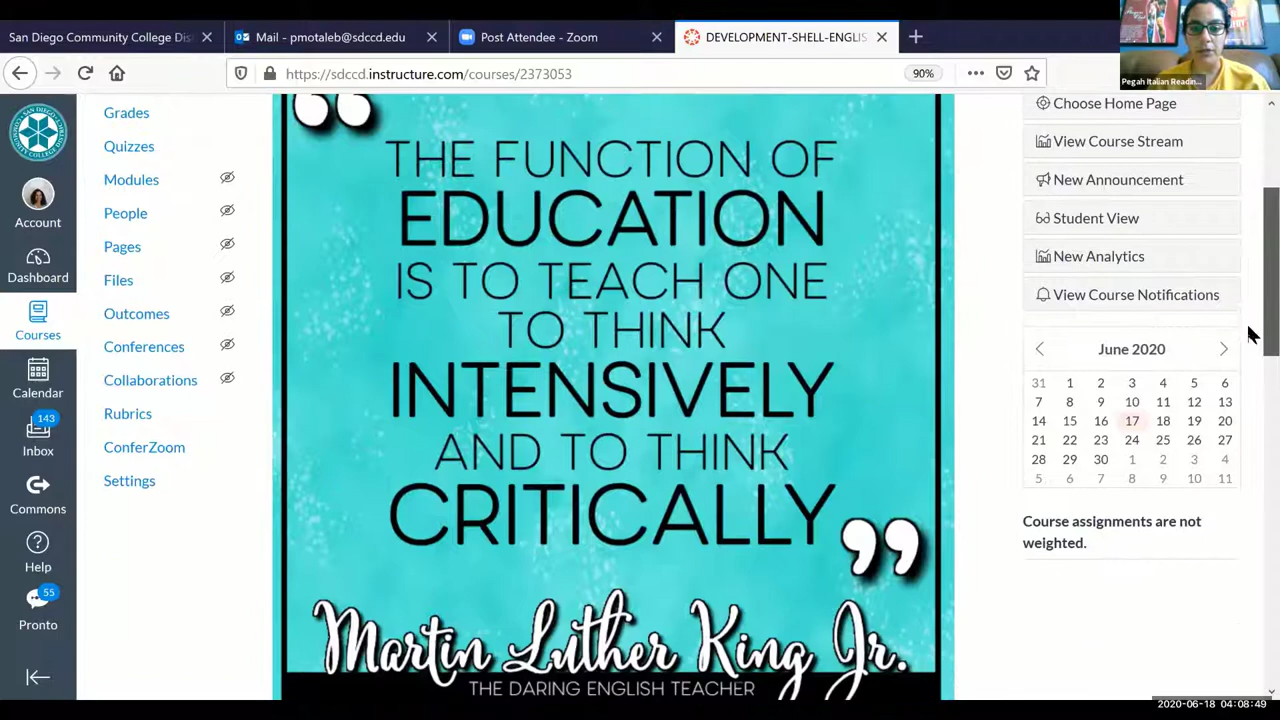 San Diego Community College Dis
Mail - pmotaleb@sdccd.edu
Post Attendee - Zoom
DEVELOPMENT-SHELL-ENGLIS
https://sdccd.instructure.com/courses/2373053
90%
Pegah Italian Readin...
Account
Dashboard
Courses
Calendar
143
Inbox
Commons
Help
55
Pronto
Grades
Quizzes
Modules
People
Pages
Files
Outcomes
Conferences
Collaborations
Rubrics
ConferZoom
Settings
“
THE FUNCTION OF
EDUCATION
IS TO TEACH ONE
TO THINK
INTENSIVELY
AND TO THINK
CRITICALLY
”
Martin Luther King Jr.
THE DARING ENGLISH TEACHER
Choose Home Page
View Course Stream
New Announcement
Student View
New Analytics
View Course Notifications
June 2020
31 1 2 3 4 5 6
7 8 9 10 11 12 13
14 15 16 17 18 19 20
21 22 23 24 25 26 27
28 29 30 1 2 3 4
5 6 7 8 9 10 11
Course assignments are not
weighted.
2020-06-18 04:08:49